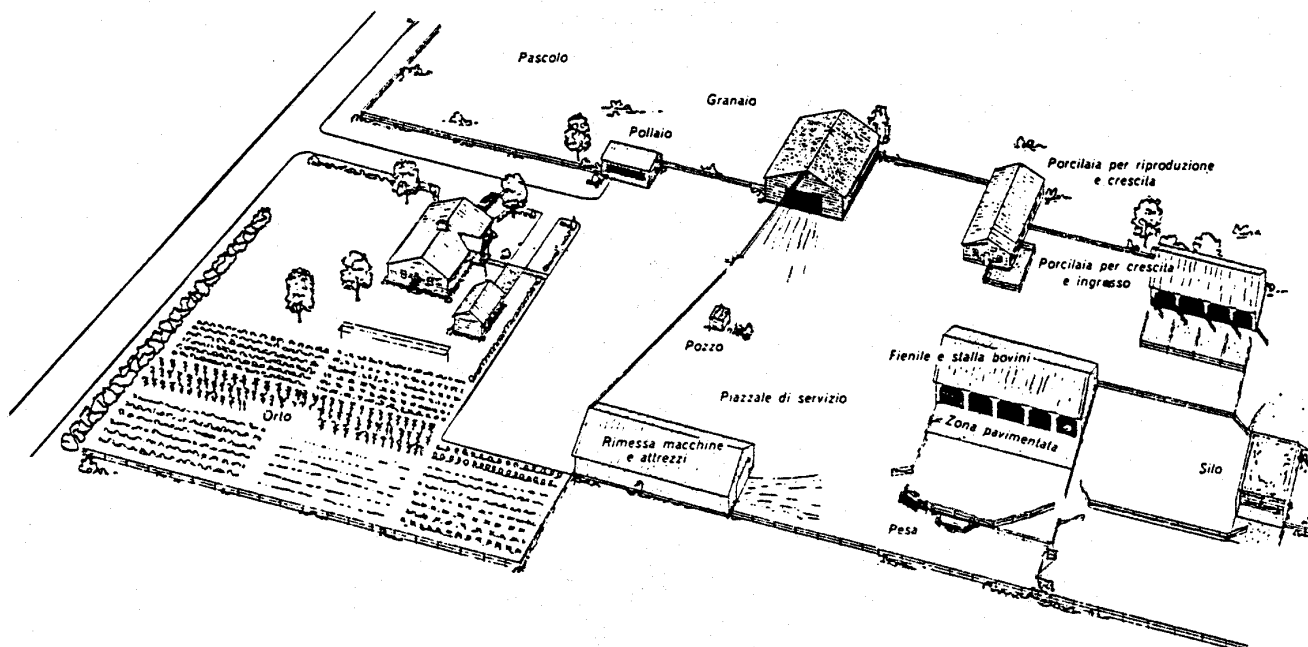 Pascolo
Granaio
Pollaio
Porcilaia per riproduzione
e crescita
Porcilaia per crescita
e ingrasso
Pozzo
Fienile e stalla bovini
Piazzale di servizio
Orto
Zona pavimentata
Rimessa macchine
e attrezzi
Silo
Pesa